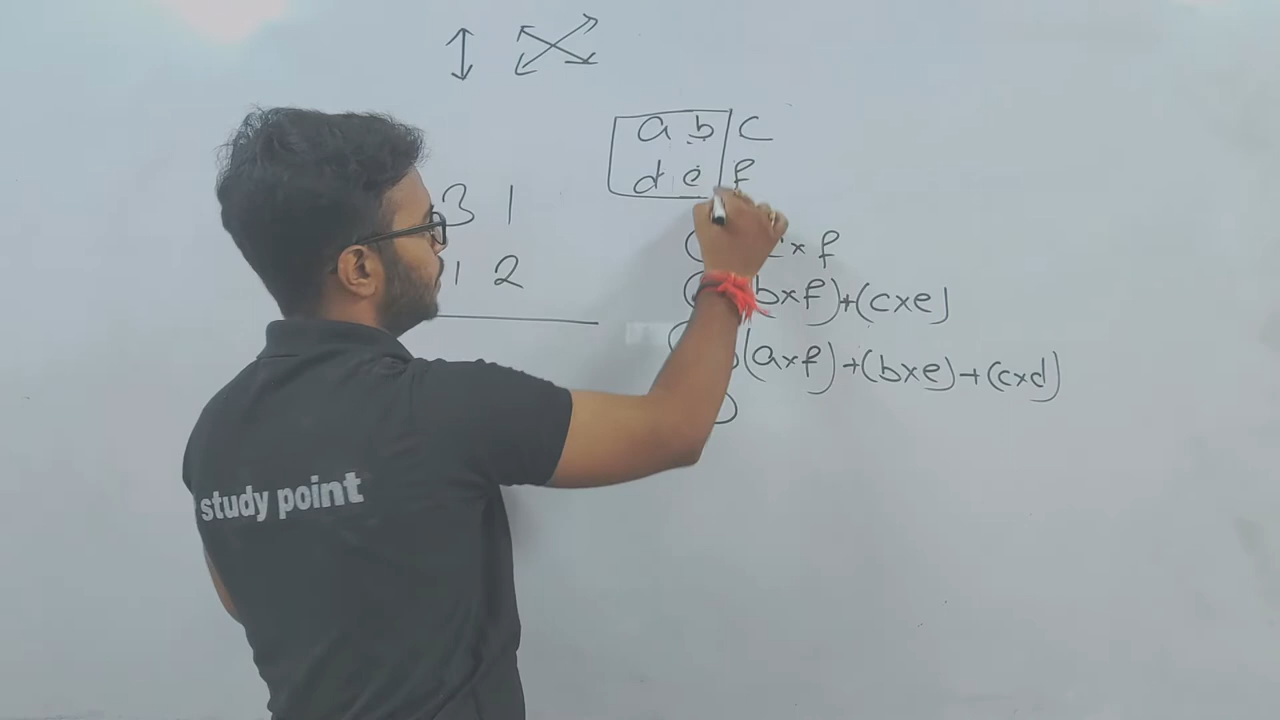 a b c
d e f
3 1
1 2
× f
(b×f)+(c×e)
(a×f)+(b×e)+(c×d)
study point